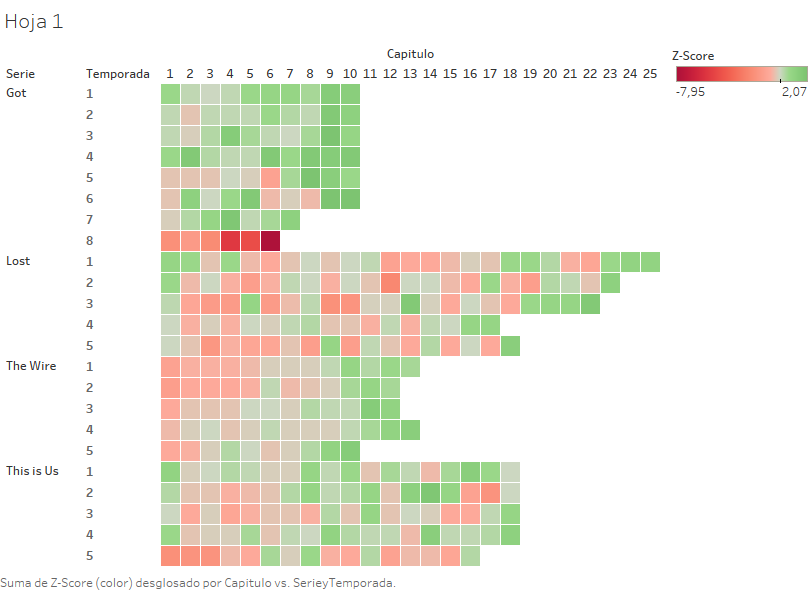 Hoja 1
Capitulo
Serie Temporada 1 2 3 4 5 6 7 8 9 10 11 12 13 14 15 16 17 18 19 20 21 22 23 24 25
Z-Score
-7,95 2,07
Got 1
2
3
4
5
6
7
8
Lost 1
2
3
4
5
The Wire 1
2
3
4
5
This is Us 1
2
3
4
5
Suma de Z-Score (color) desglosado por Capitulo vs. SerieyTemporada.